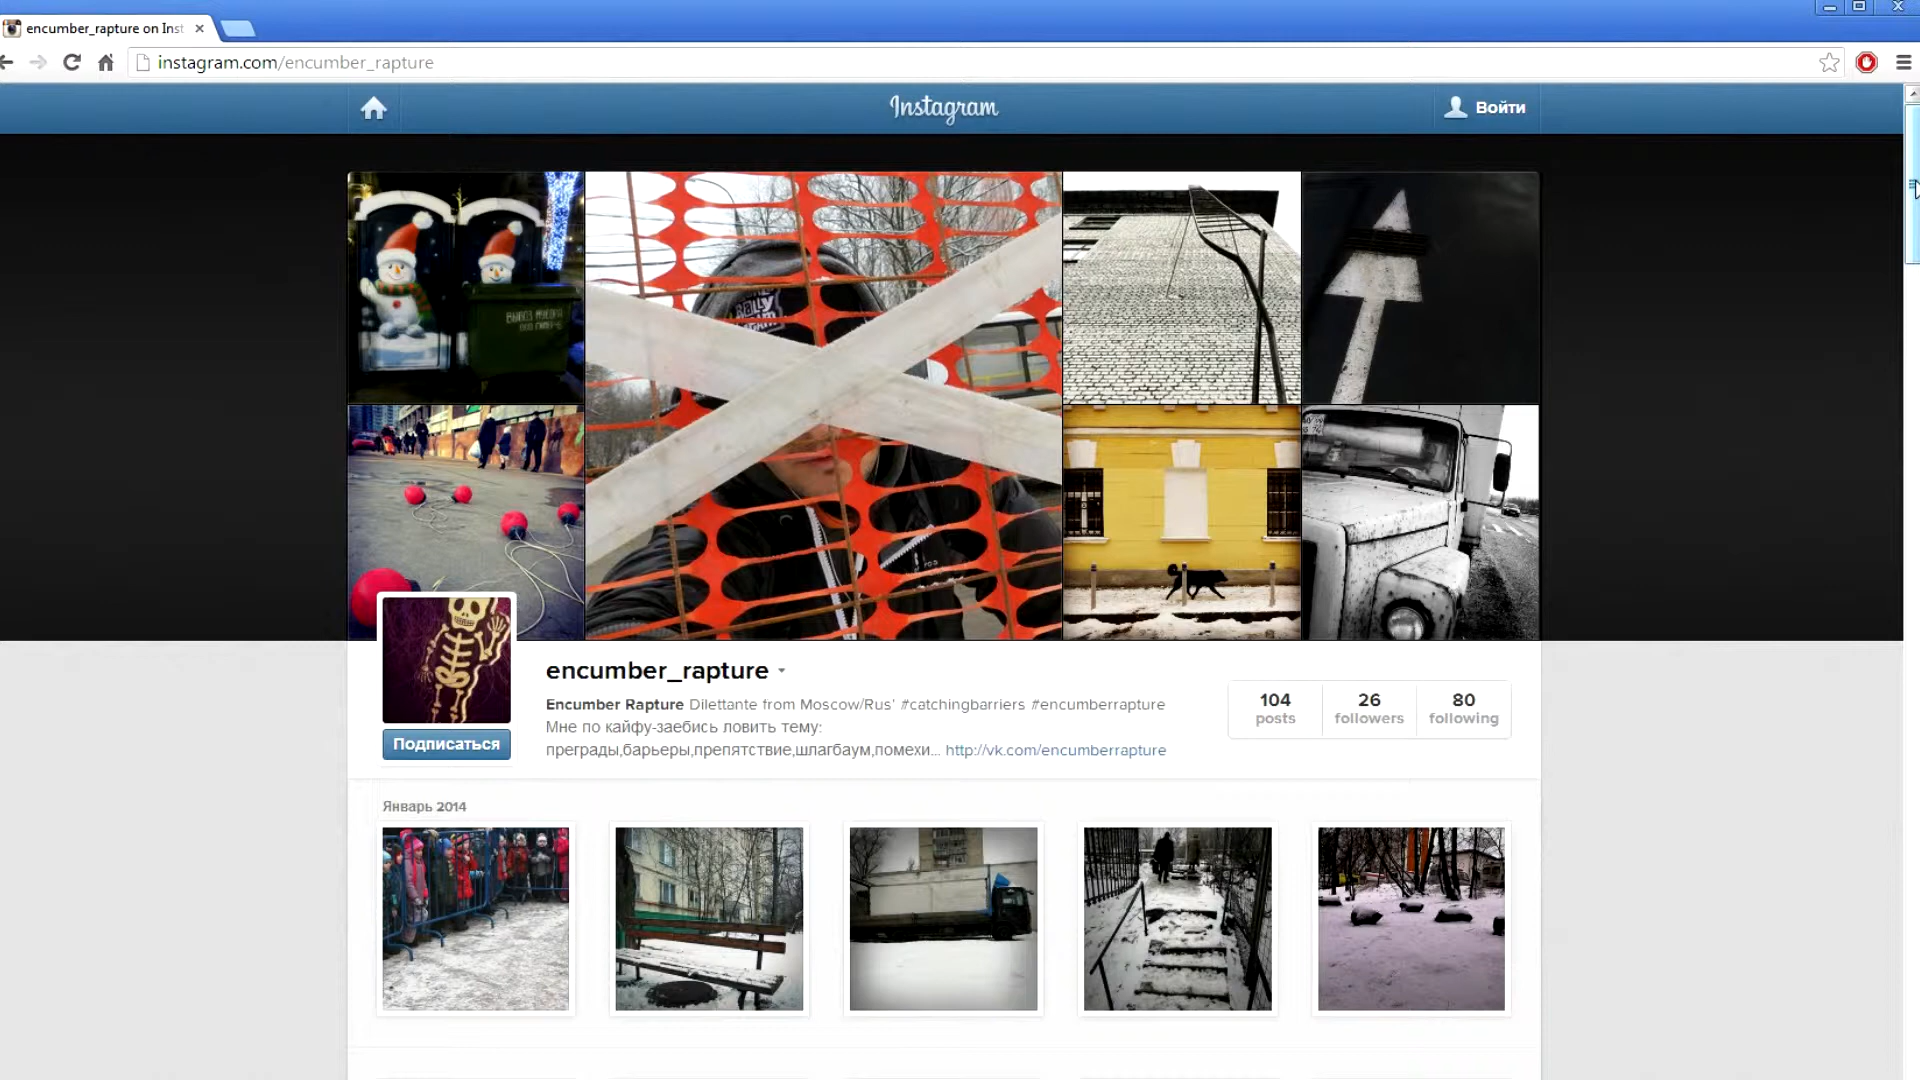 encumber_rapture on Inst
instagram.com/encumber_rapture
Instagram
Войти
encumber_rapture
Encumber Rapture Dilettante from Moscow/Rus' #catchingbarriers #encumberrapture
Мне по кайфу-заебись ловить тему:
преграды,барьеры,препятствие,шлагбаум,помехи... http://vk.com/encumberrapture
104 posts
26 followers
80 following
Подписаться
Январь 2014